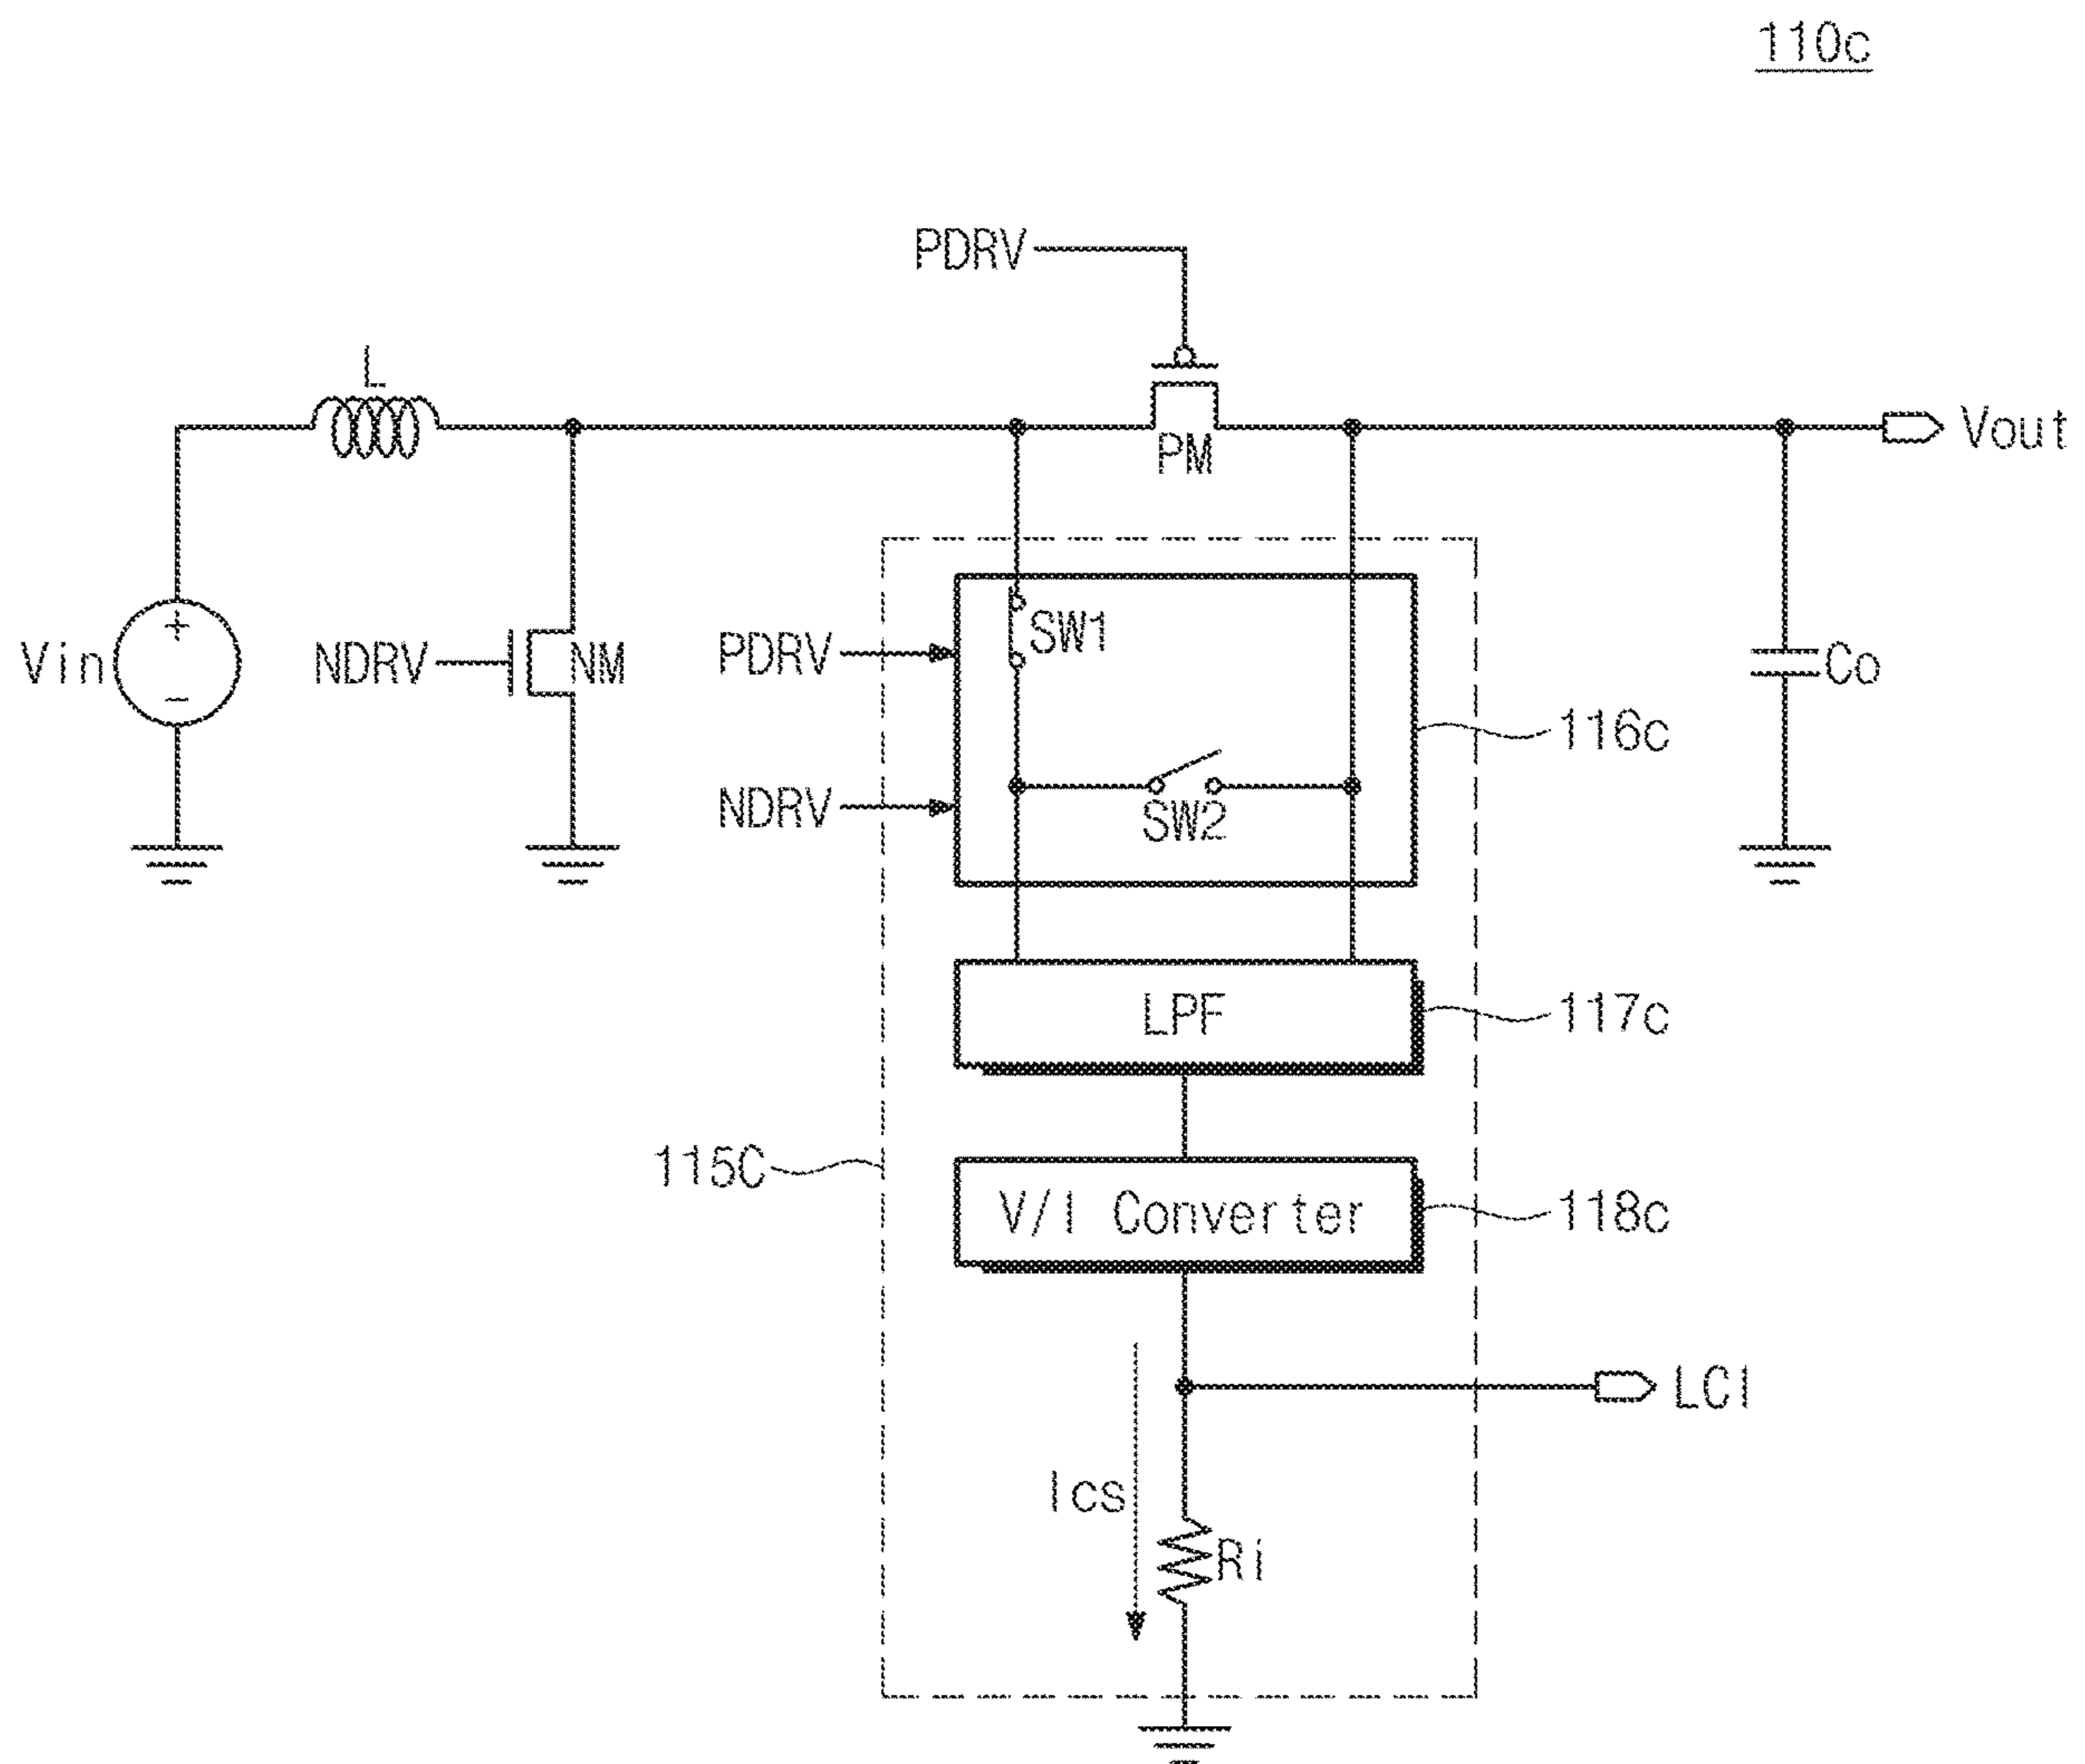 110c
PDRV
L
PM
Vout
Vin
+
−
NDRV
NM
PDRV
SW1
NDRV
SW2
Co
116c
LPF
117c
115C
V/I Converter
118c
LCI
Ics
Ri